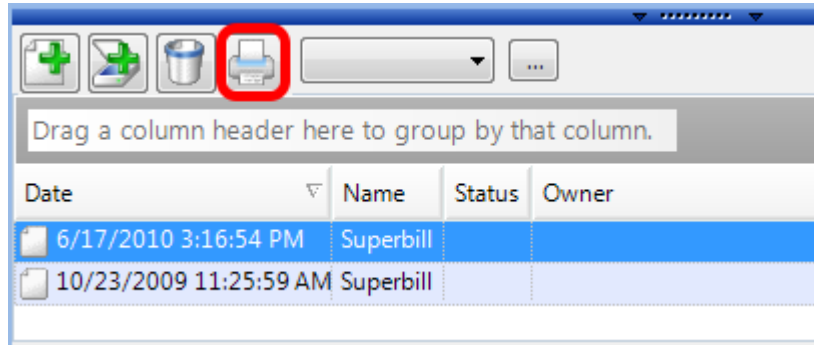 ...
Drag a column header here to group by that column.
Date Name Status Owner
6/17/2010 3:16:54 PM Superbill
10/23/2009 11:25:59 AM Superbill